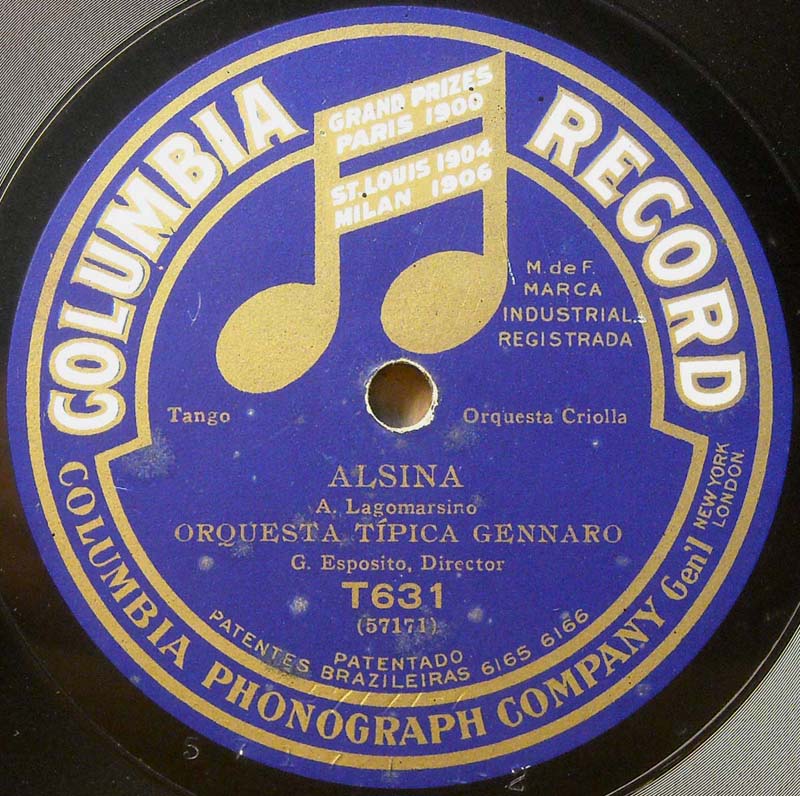 COLUMBIA RECORD
GRAND PRIZES
PARIS 1900
ST. LOUIS 1904
MILAN 1906
M. de F.
MARCA
INDUSTRIAL
REGISTRADA
Tango
Orquesta Criolla
ALSINA
A. Lagomarsino
ORQUESTA TÍPICA GENNARO
G. Esposito, Director
T631
(57171)
PATENTADO
PATENTES BRAZILEIRAS 6165 6166
COLUMBIA PHONOGRAPH COMPANY Gen'l
NEW YORK
LONDON.